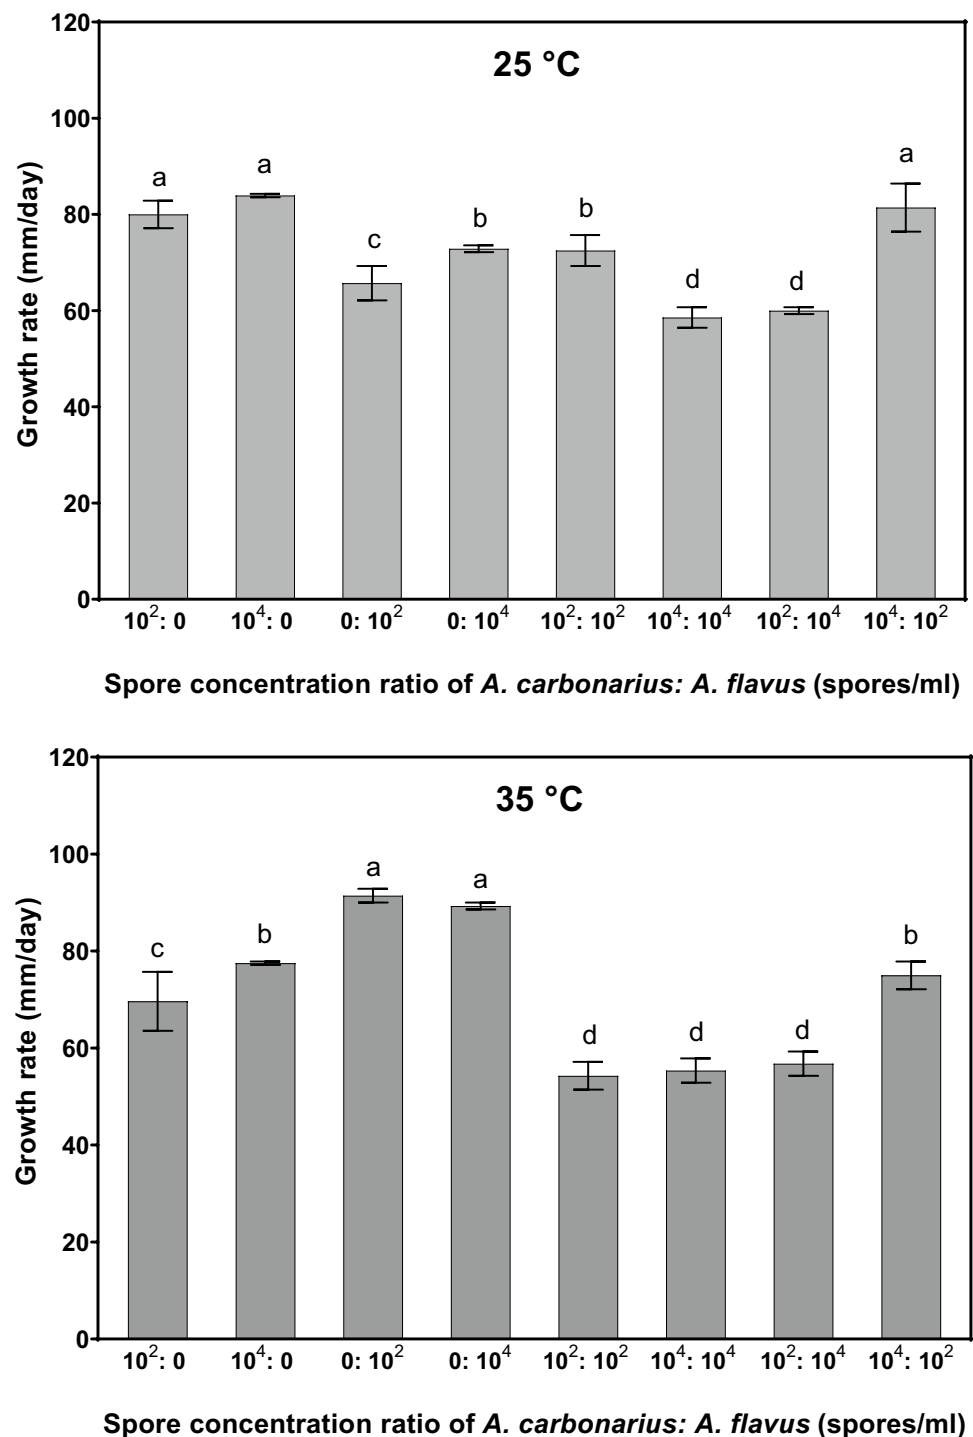 25 °C
Growth rate (mm/day)
120
100
80
60
40
20
0
a
a
c
b
b
d
d
a
10²: 0
10⁴: 0
0: 10²
0: 10⁴
10²: 10²
10⁴: 10⁴
10²: 10⁴
10⁴: 10²
Spore concentration ratio of A. carbonarius: A. flavus (spores/ml)
35 °C
Growth rate (mm/day)
120
100
80
60
40
20
0
c
b
a
a
d
d
d
b
10²: 0
10⁴: 0
0: 10²
0: 10⁴
10²: 10²
10⁴: 10⁴
10²: 10⁴
10⁴: 10²
Spore concentration ratio of A. carbonarius: A. flavus (spores/ml)